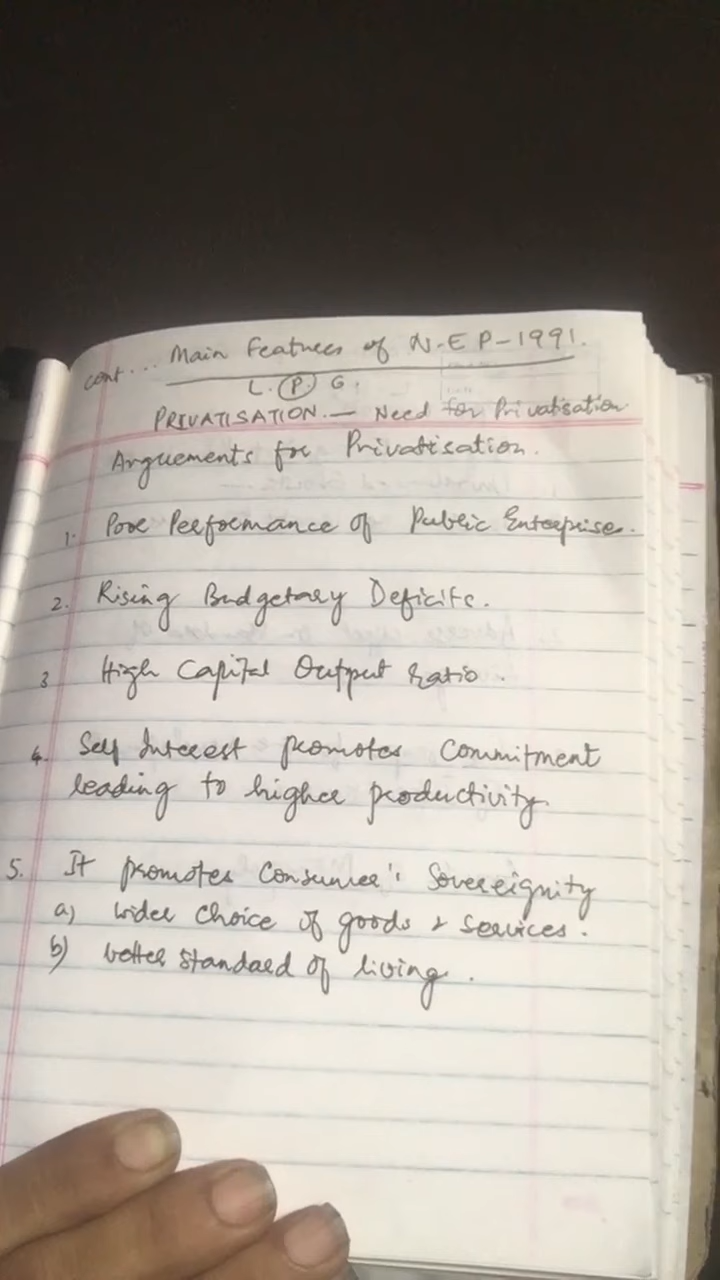 cont... Main Features of N.E P-1991.
L. P G.
PRIVATISATION. — Need for Privatisation
Arguements for Privatisation.
1. Poor Performance of Public Enterprise.
2. Rising Budgetary Deficits.
3 High Capital Output Ratio.
4. Self Interest promotes Commitment
leading to higher productivity
5. It promotes Consumer's Sovereignity
a) wider choice of goods & services.
b) better standard of living.